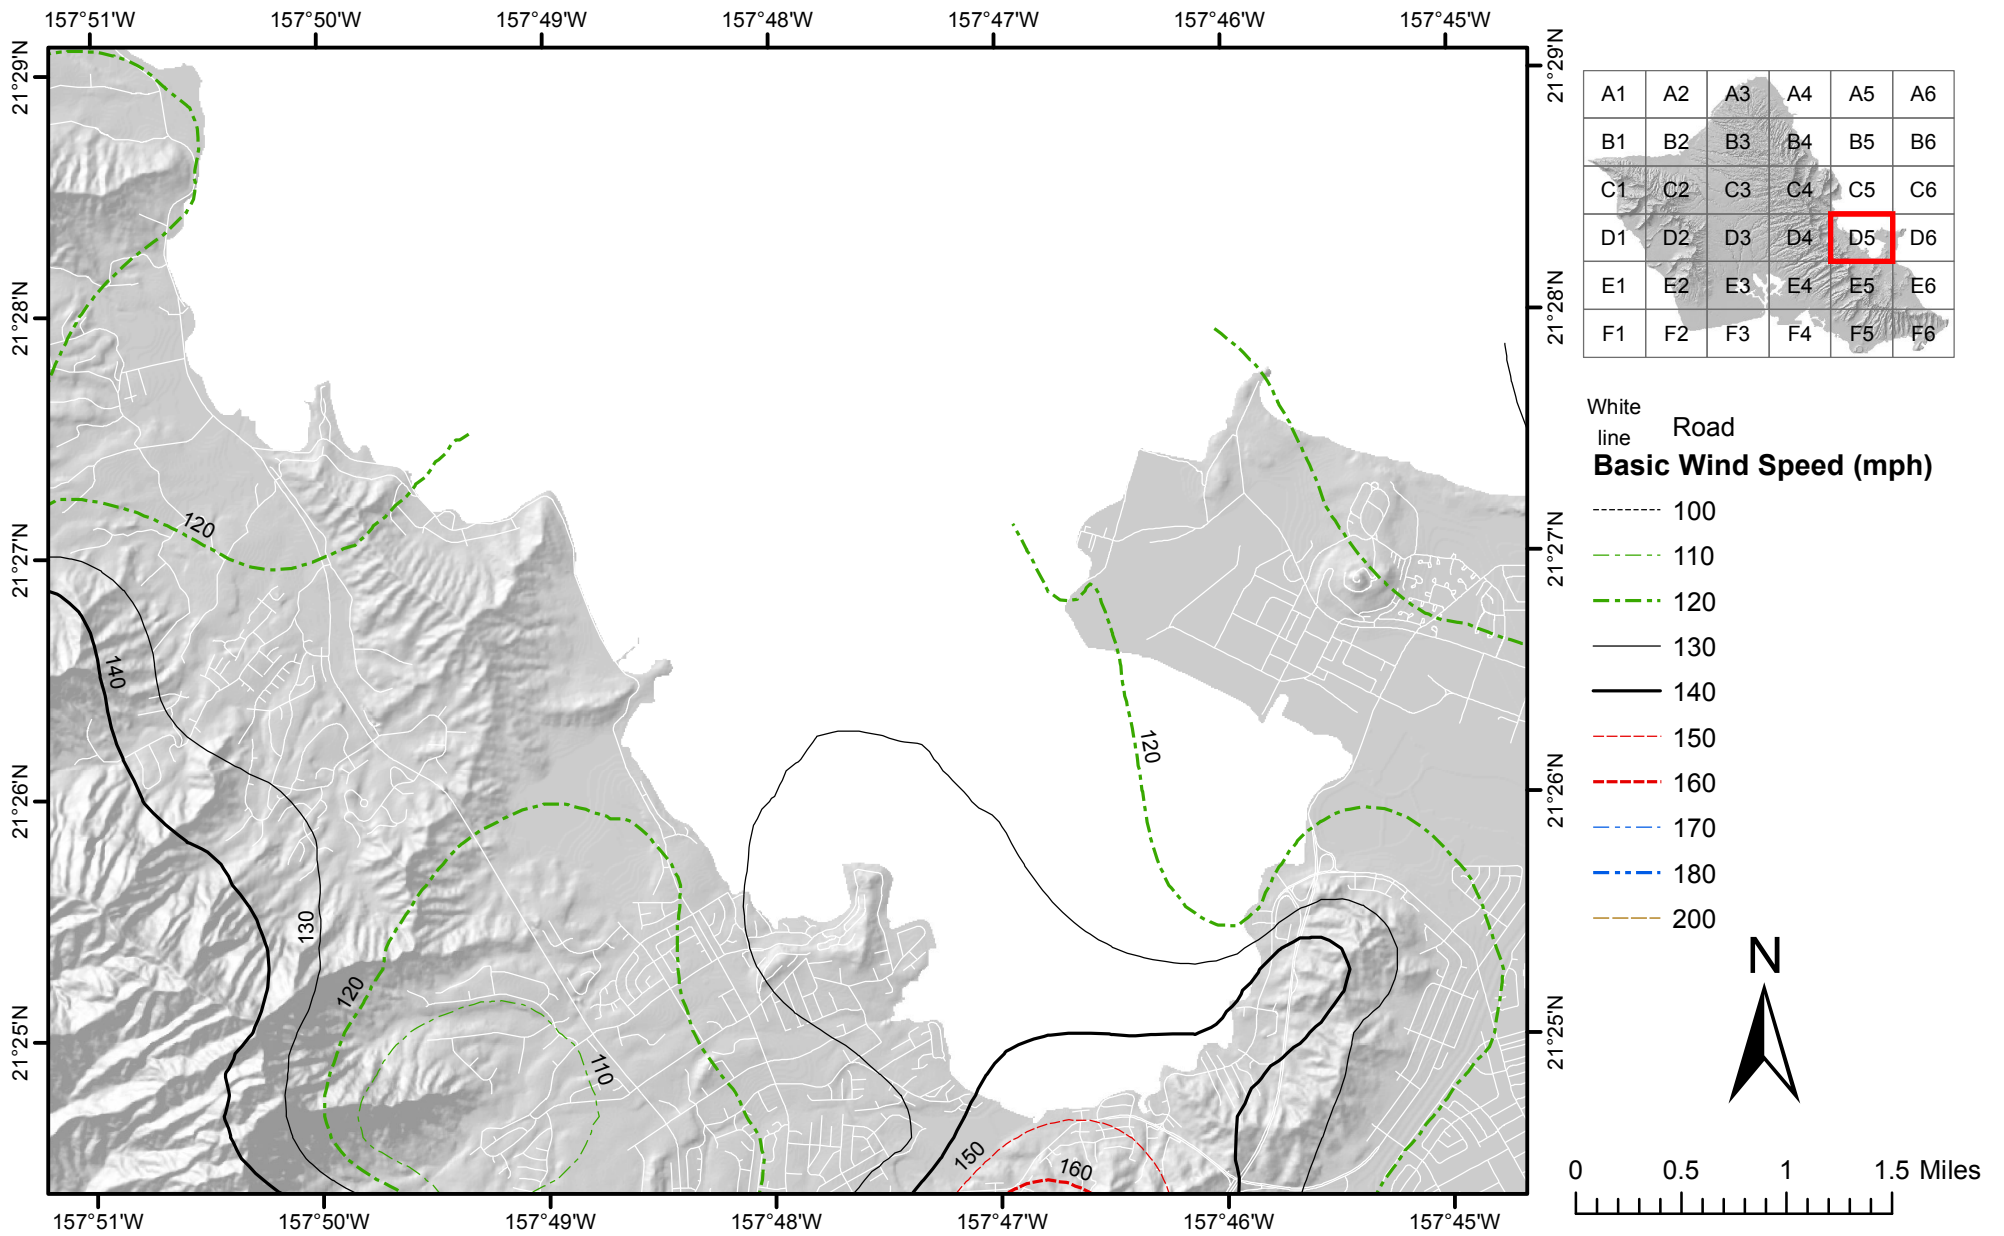 157°51'W 157°50'W 157°49'W 157°48'W 157°47'W 157°46'W 157°45'W
21°29'N 21°29'N
21°28'N 21°28'N
21°27'N 21°27'N
21°26'N 21°26'N
21°25'N 21°25'N
120
140
130
120
110
120
150
160
157°51'W 157°50'W 157°49'W 157°48'W 157°47'W 157°46'W 157°45'W
A1 A2 A3 A4 A5 A6
B1 B2 B3 B4 B5 B6
C1 C2 C3 C4 C5 C6
D1 D2 D3 D4 D5 D6
E1 E2 E3 E4 E5 E6
F1 F2 F3 F4 F5 F6
White
line Road
Basic Wind Speed (mph)
100
110
120
130
140
150
160
170
180
200
N
0 0.5 1 1.5 Miles